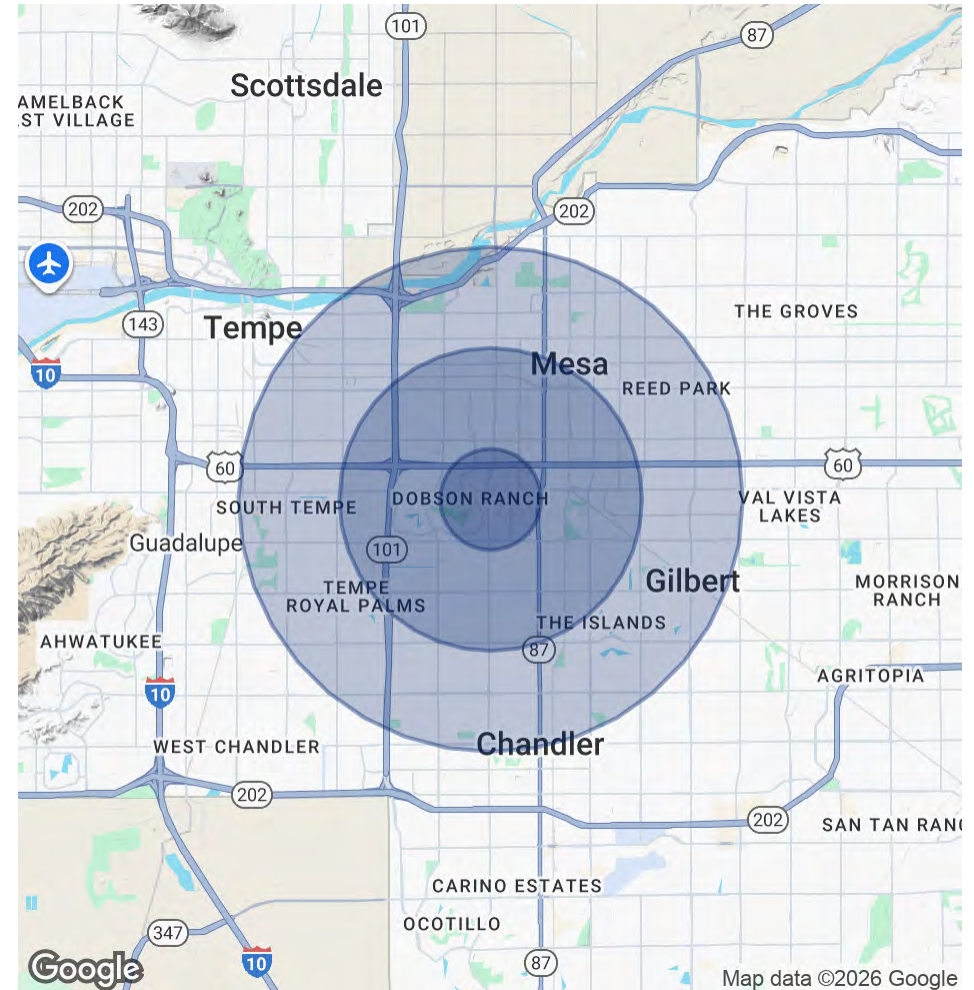 101
87
Scottsdale
AMELBACK
ST VILLAGE
202
202
THE GROVES
143
Tempe
Mesa
10
REED PARK
60
60
DOBSON RANCH
VAL VISTA
LAKES
SOUTH TEMPE
Guadalupe
101
Gilbert
MORRISON
RANCH
TEMPE
ROYAL PALMS
THE ISLANDS
AHWATUKEE
87
AGRITOPIA
10
WEST CHANDLER
Chandler
202
202
SAN TAN RANC
CARINO ESTATES
OCOTILLO
347
10
87
Google
Map data ©2026 Google